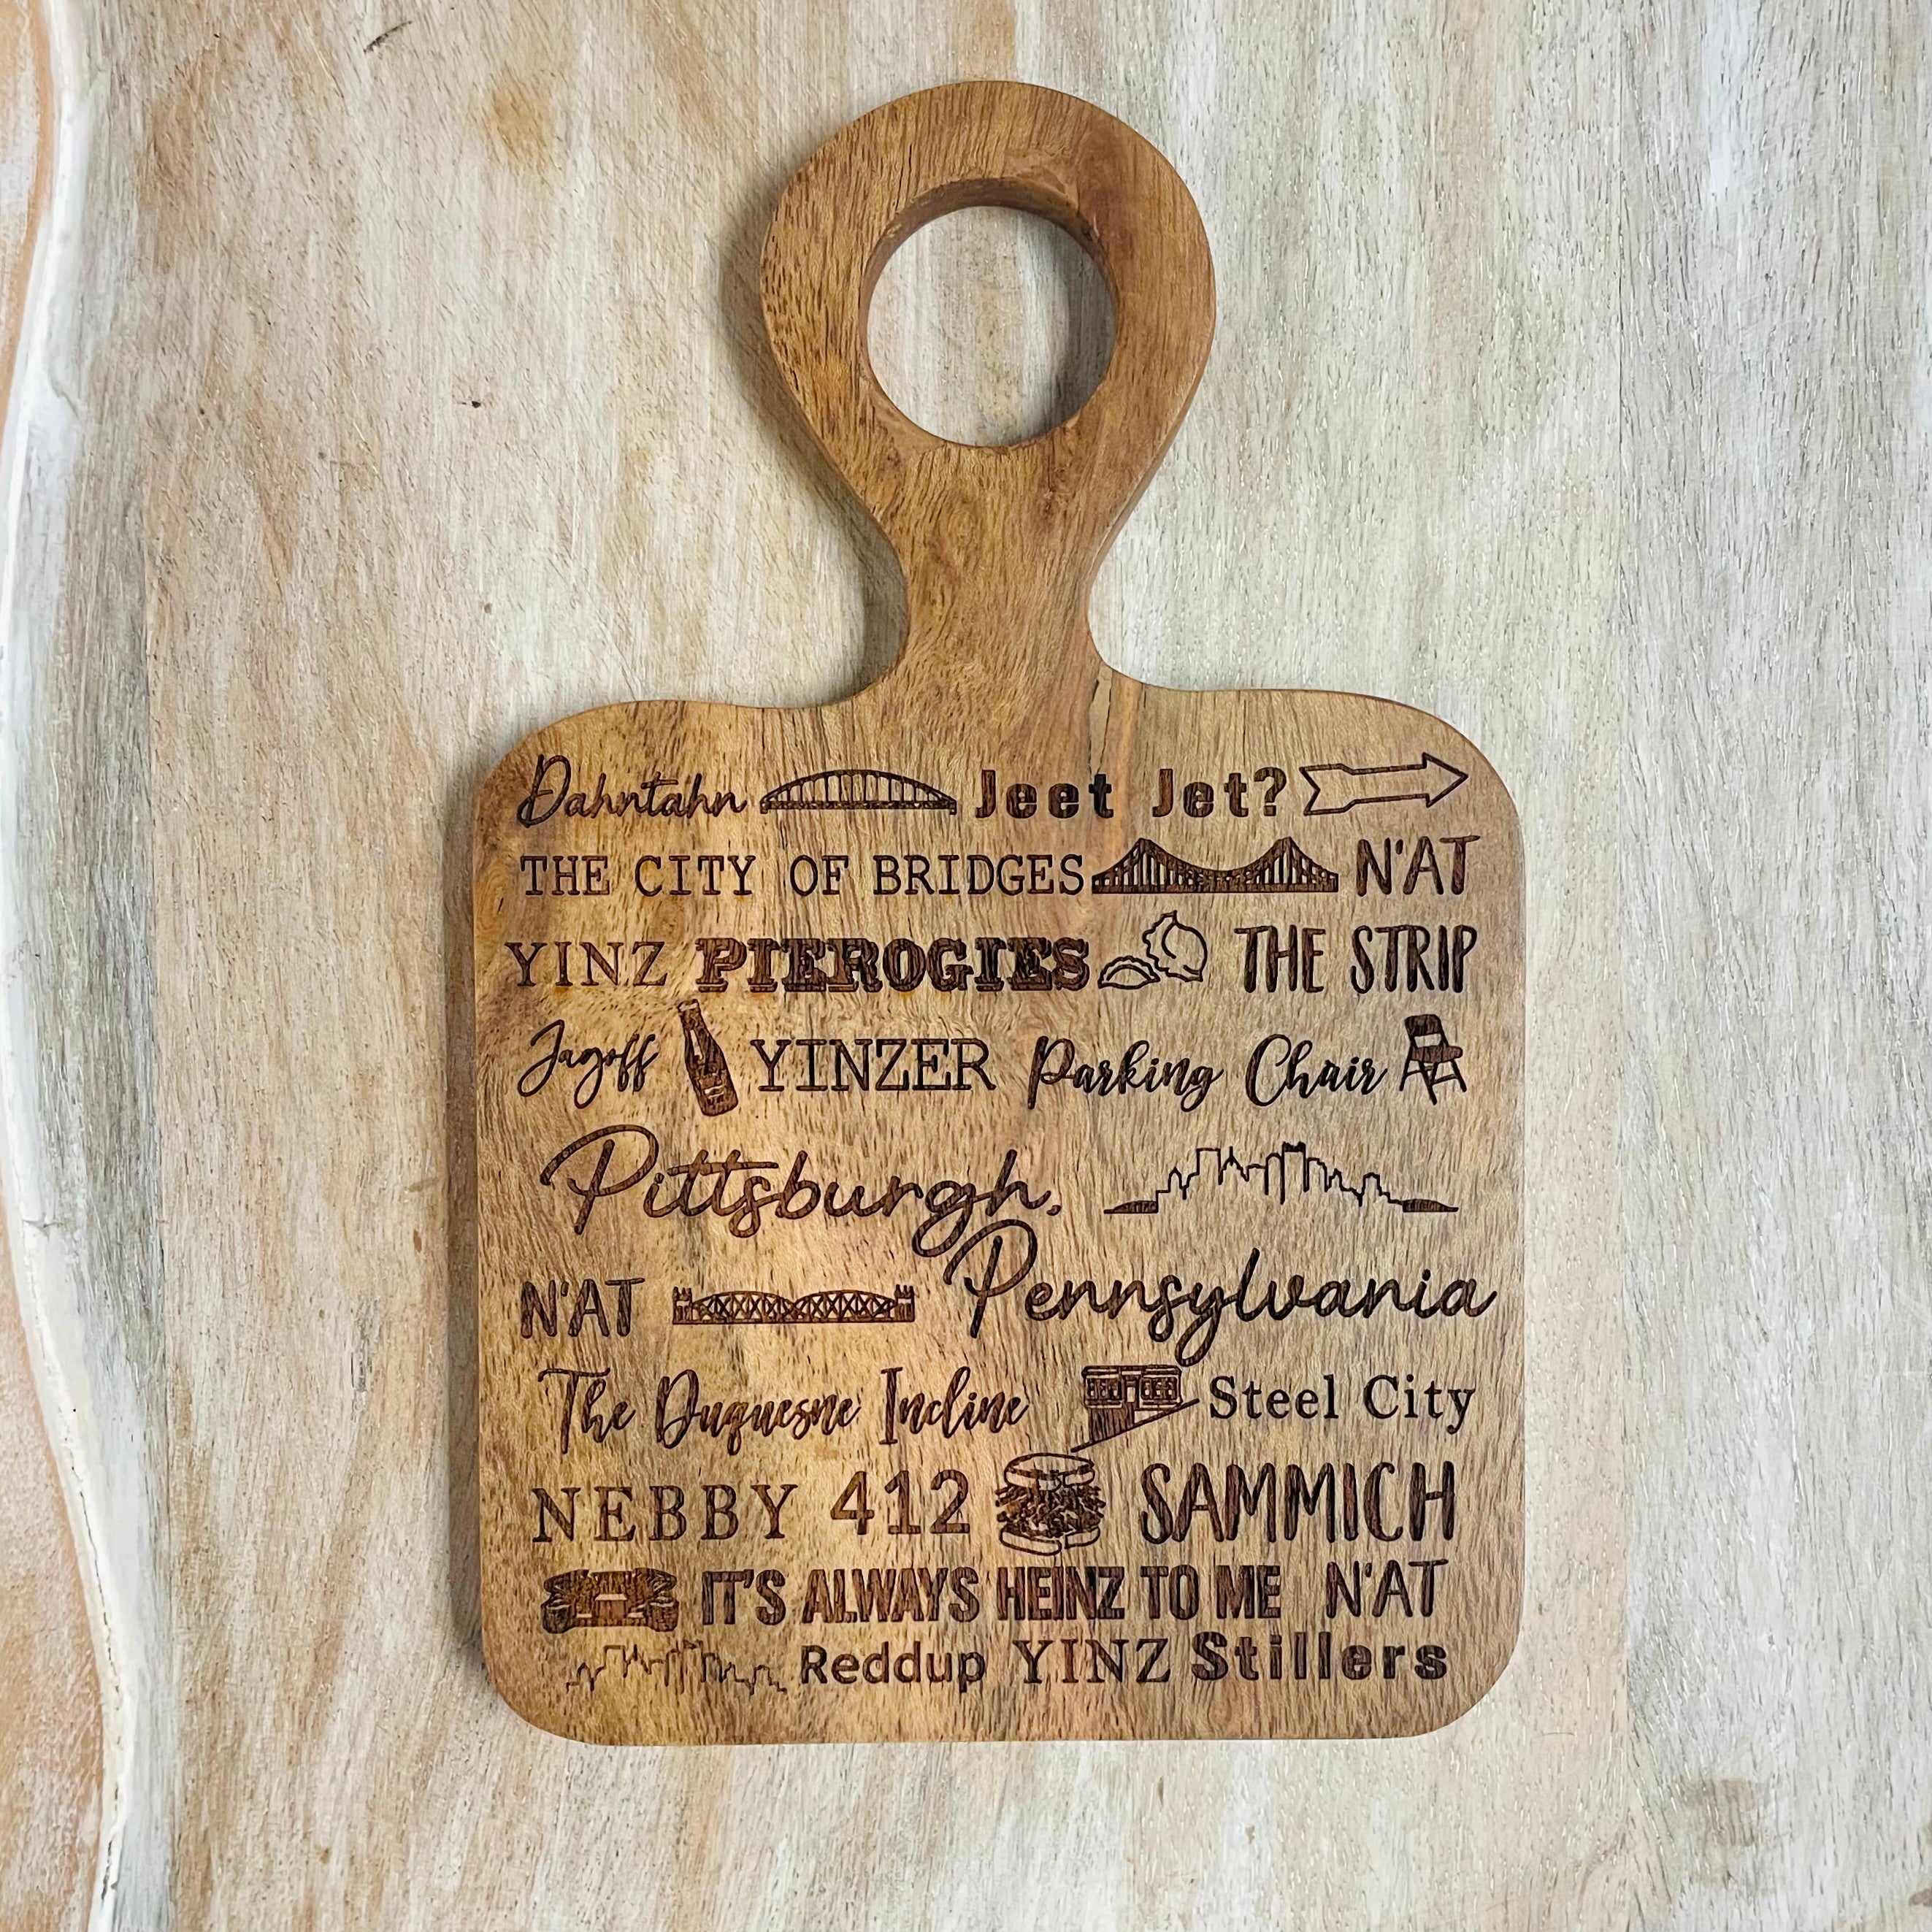 Dahntahn Jeet Jet?
THE CITY OF BRIDGES N'AT
YINZ PIEROGIES THE STRIP
Jagoff YINZER Parking Chair
Pittsburgh,
N'AT Pennsylvania
The Duquesne Incline Steel City
NEBBY 412 SAMMICH
IT'S ALWAYS HEINZ TO ME N'AT
Reddup YINZ Stillers